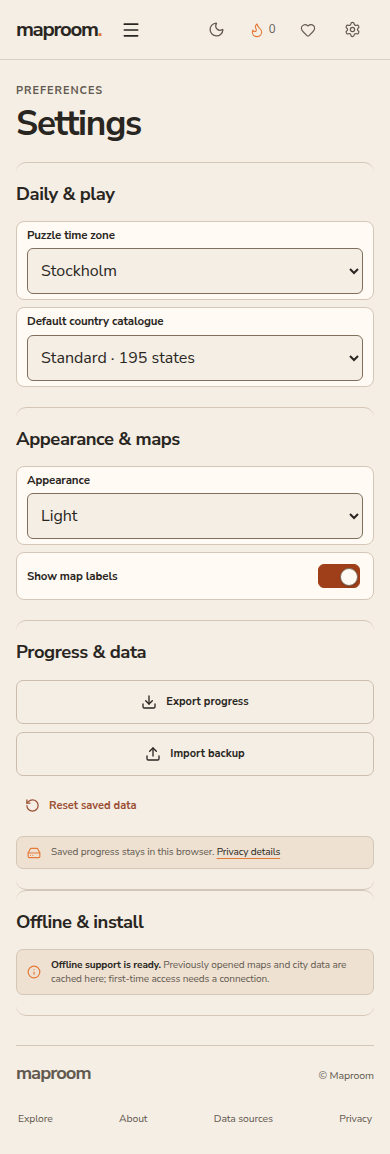 maproom.
0
PREFERENCES
Settings
Daily & play
Puzzle time zone
Stockholm
Default country catalogue
Standard · 195 states
Appearance & maps
Appearance
Light
Show map labels
Progress & data
Export progress
Import backup
Reset saved data
Saved progress stays in this browser. Privacy details
Offline & install
Offline support is ready. Previously opened maps and city data are
cached here; first-time access needs a connection.
maproom
© Maproom
Explore About Data sources Privacy